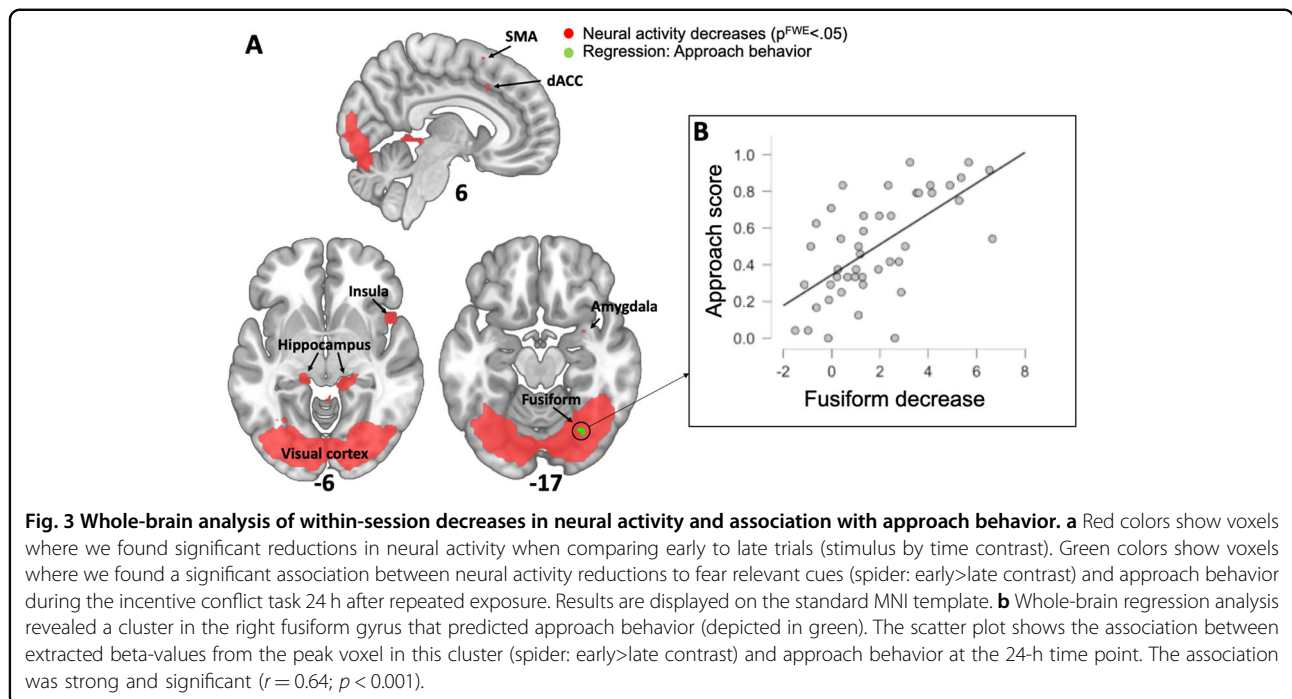 A
SMA
dACC
Neural activity decreases (p^FWE<.05)
Regression: Approach behavior
6
Insula
Hippocampus
Visual cortex
-6
Amygdala
Fusiform
-17
B
Approach score
1.0
0.8
0.6
0.4
0.2
0.0
-2 0 2 4 6 8
Fusiform decrease
Fig. 3 Whole-brain analysis of within-session decreases in neural activity and association with approach behavior. a Red colors show voxels
where we found significant reductions in neural activity when comparing early to late trials (stimulus by time contrast). Green colors show voxels
where we found a significant association between neural activity reductions to fear relevant cues (spider: early>late contrast) and approach behavior
during the incentive conflict task 24 h after repeated exposure. Results are displayed on the standard MNI template. b Whole-brain regression analysis
revealed a cluster in the right fusiform gyrus that predicted approach behavior (depicted in green). The scatter plot shows the association between
extracted beta-values from the peak voxel in this cluster (spider: early>late contrast) and approach behavior at the 24-h time point. The association
was strong and significant (r = 0.64; p < 0.001).